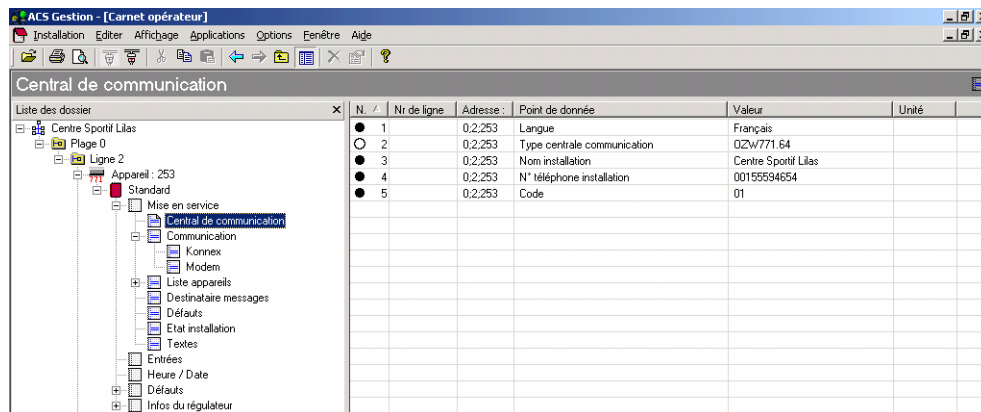 ACS Gestion - [Carnet opérateur]
Installation Editer Affichage Applications Options Fenêtre Aide
Central de communication
Liste des dossier
Centre Sportif Lilas
Plage 0
Ligne 2
Appareil : 253
Standard
Mise en service
Central de communication
Communication
Konnex
Modem
Liste appareils
Destinataire messages
Défauts
Etat installation
Textes
Entrées
Heure / Date
Défauts
Infos du régulateur
N. Nr de ligne Adresse : Point de donnée Valeur Unité
1 0;2;253 Langue Français
2 0;2;253 Type centrale communication OZW771.64
3 0;2;253 Nom installation Centre Sportif Lilas
4 0;2;253 N° téléphone installation 00155594654
5 0;2;253 Code 01